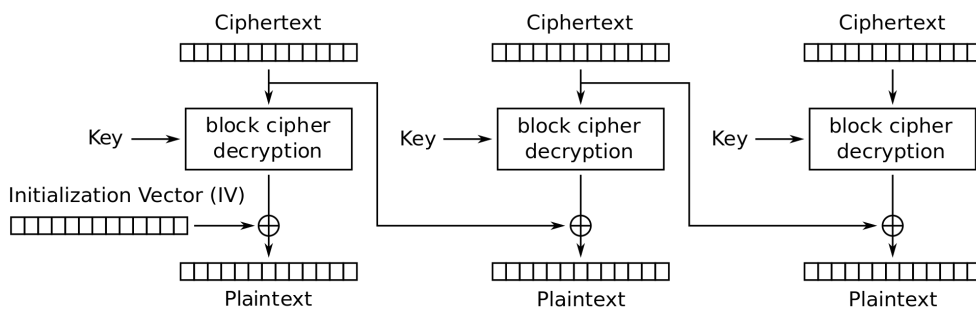 Ciphertext
Ciphertext
Ciphertext
Key
block cipher
decryption
Key
block cipher
decryption
Key
block cipher
decryption
Initialization Vector (IV)
Plaintext
Plaintext
Plaintext